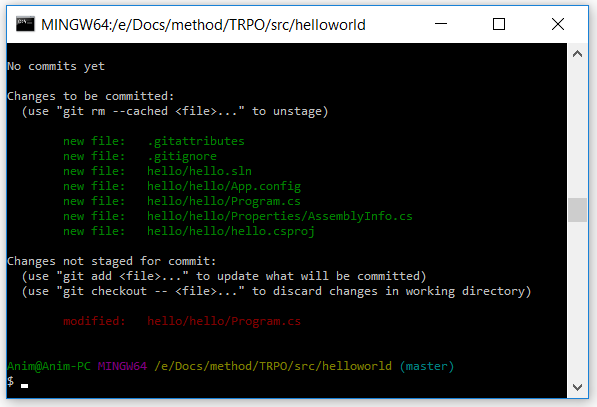 MINGW64:/e/Docs/method/TRPO/src/helloworld
No commits yet
Changes to be committed:
(use "git rm --cached <file>..." to unstage)
new file: .gitattributes
new file: .gitignore
new file: hello/hello.sln
new file: hello/hello/App.config
new file: hello/hello/Program.cs
new file: hello/hello/Properties/AssemblyInfo.cs
new file: hello/hello/hello.csproj
Changes not staged for commit:
(use "git add <file>..." to update what will be committed)
(use "git checkout -- <file>..." to discard changes in working directory)
modified: hello/hello/Program.cs
Anim@Anim-PC MINGW64 /e/Docs/method/TRPO/src/helloworld (master)
$